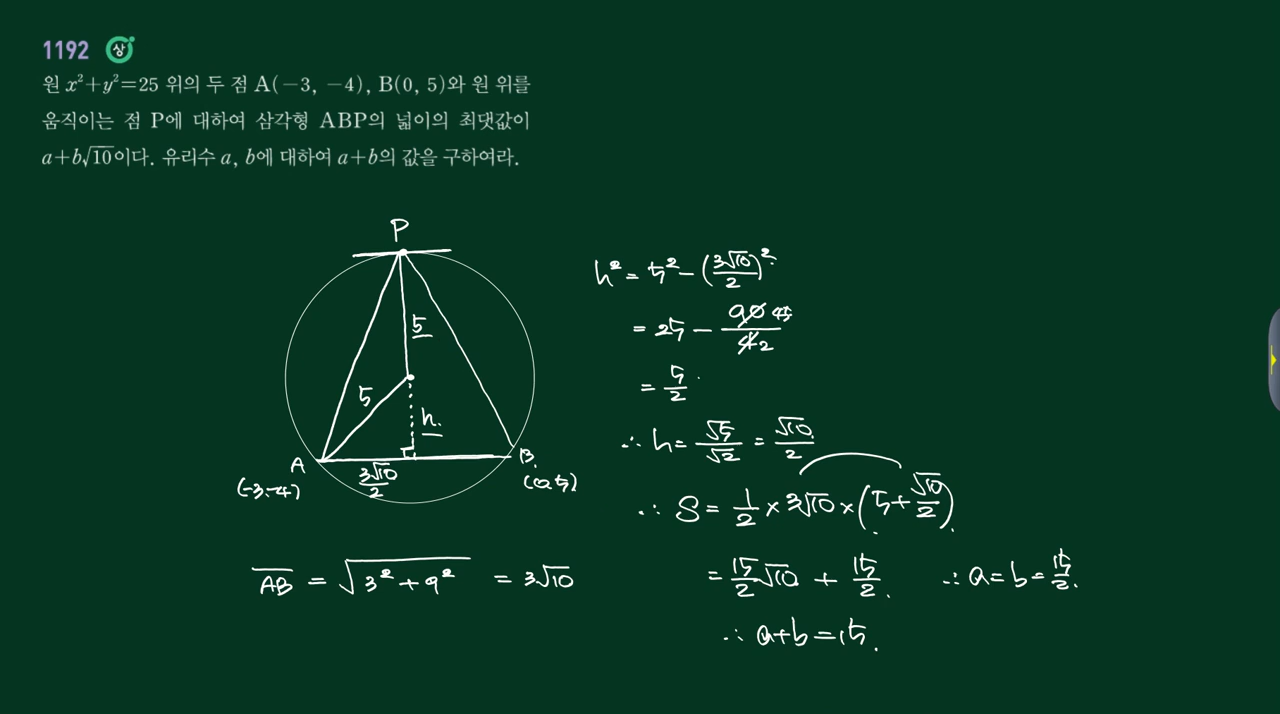 1192 상
원 x²+y²=25 위의 두 점 A(−3, −4), B(0, 5)와 원 위를
움직이는 점 P에 대하여 삼각형 ABP의 넓이의 최댓값이
a+b√10이다. 유리수 a, b에 대하여 a+b의 값을 구하여라.
P
5
5
h.
A
B.
(-3.-4)
3√10/2
(0,5)
AB = √(3²+9²) = 3√10
h² = 5² − (3√10/2)²
= 25 − 90/4 45/2
= 5/2
∴ h = √5/√2 = √10/2
∴ S = 1/2 × 3√10 × (5 + √10/2)
= 15/2 √10 + 15/2. ∴ a = b = 15/2.
∴ a+b = 15.